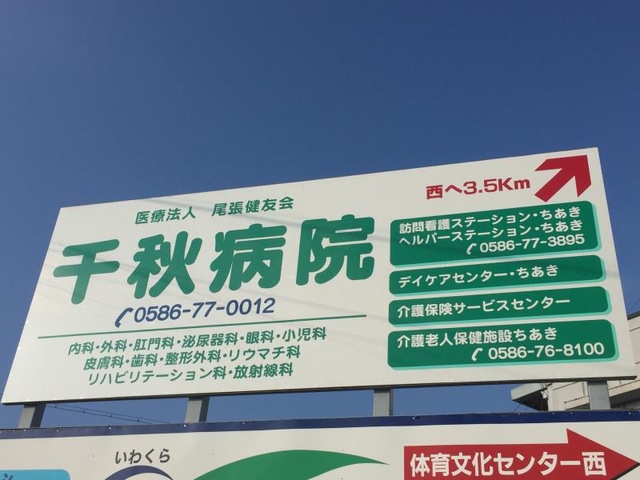 医療法人 尾張健友会
千秋病院
0586-77-0012
内科・外科・肛門科・泌尿器科・眼科・小児科
皮膚科・歯科・整形外科・リウマチ科
リハビリテーション科・放射線科
西へ3.5Km
訪問看護ステーション・ちあき
ヘルパーステーション・ちあき
0586-77-3895
デイケアセンター・ちあき
介護保険サービスセンター
介護老人保健施設ちあき
0586-76-8100
いわくら
体育文化センター西